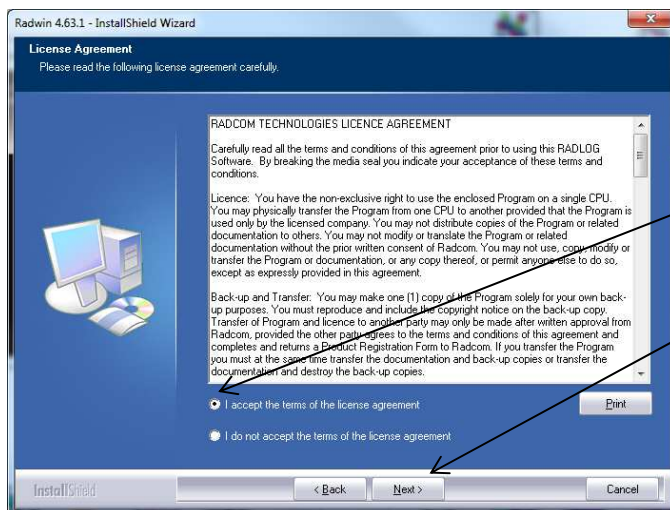 Radwin 4.63.1 - InstallShield Wizard
License Agreement
Please read the following license agreement carefully.
RADCOM TECHNOLOGIES LICENCE AGREEMENT
Carefully read all the terms and conditions of this agreement prior to using this RADLOG
Software. By breaking the media seal you indicate your acceptance of these terms and
conditions.
Licence: You have the non-exclusive right to use the enclosed Program on a single CPU.
You may physically transfer the Program from one CPU to another provided that the Program is
used only by the licensed company. You may not distribute copies of the Program or related
documentation to others. You may not modify or translate the Program or related
documentation without the prior written consent of Radcom. You may not use, copy, modify or
transfer the Program or documentation, or any copy thereof, or permit anyone else to do so,
except as expressly provided in this agreement.
Back-up and Transfer: You may make one (1) copy of the Program solely for your own back-
up purposes. You must reproduce and include the copyright notice on the back-up copy.
Transfer of Program and licence to another party may only be made after written approval from
Radcom, provided the other party agrees to the terms and conditions of this agreement and
completes and returns a Product Registration Form to Radcom. If you transfer the Program
you must at the same time transfer the documentation and back-up copies or transfer the
documentation and destroy the back-up copies.
I accept the terms of the license agreement
Print
I do not accept the terms of the license agreement
InstallShield
< Back
Next >
Cancel